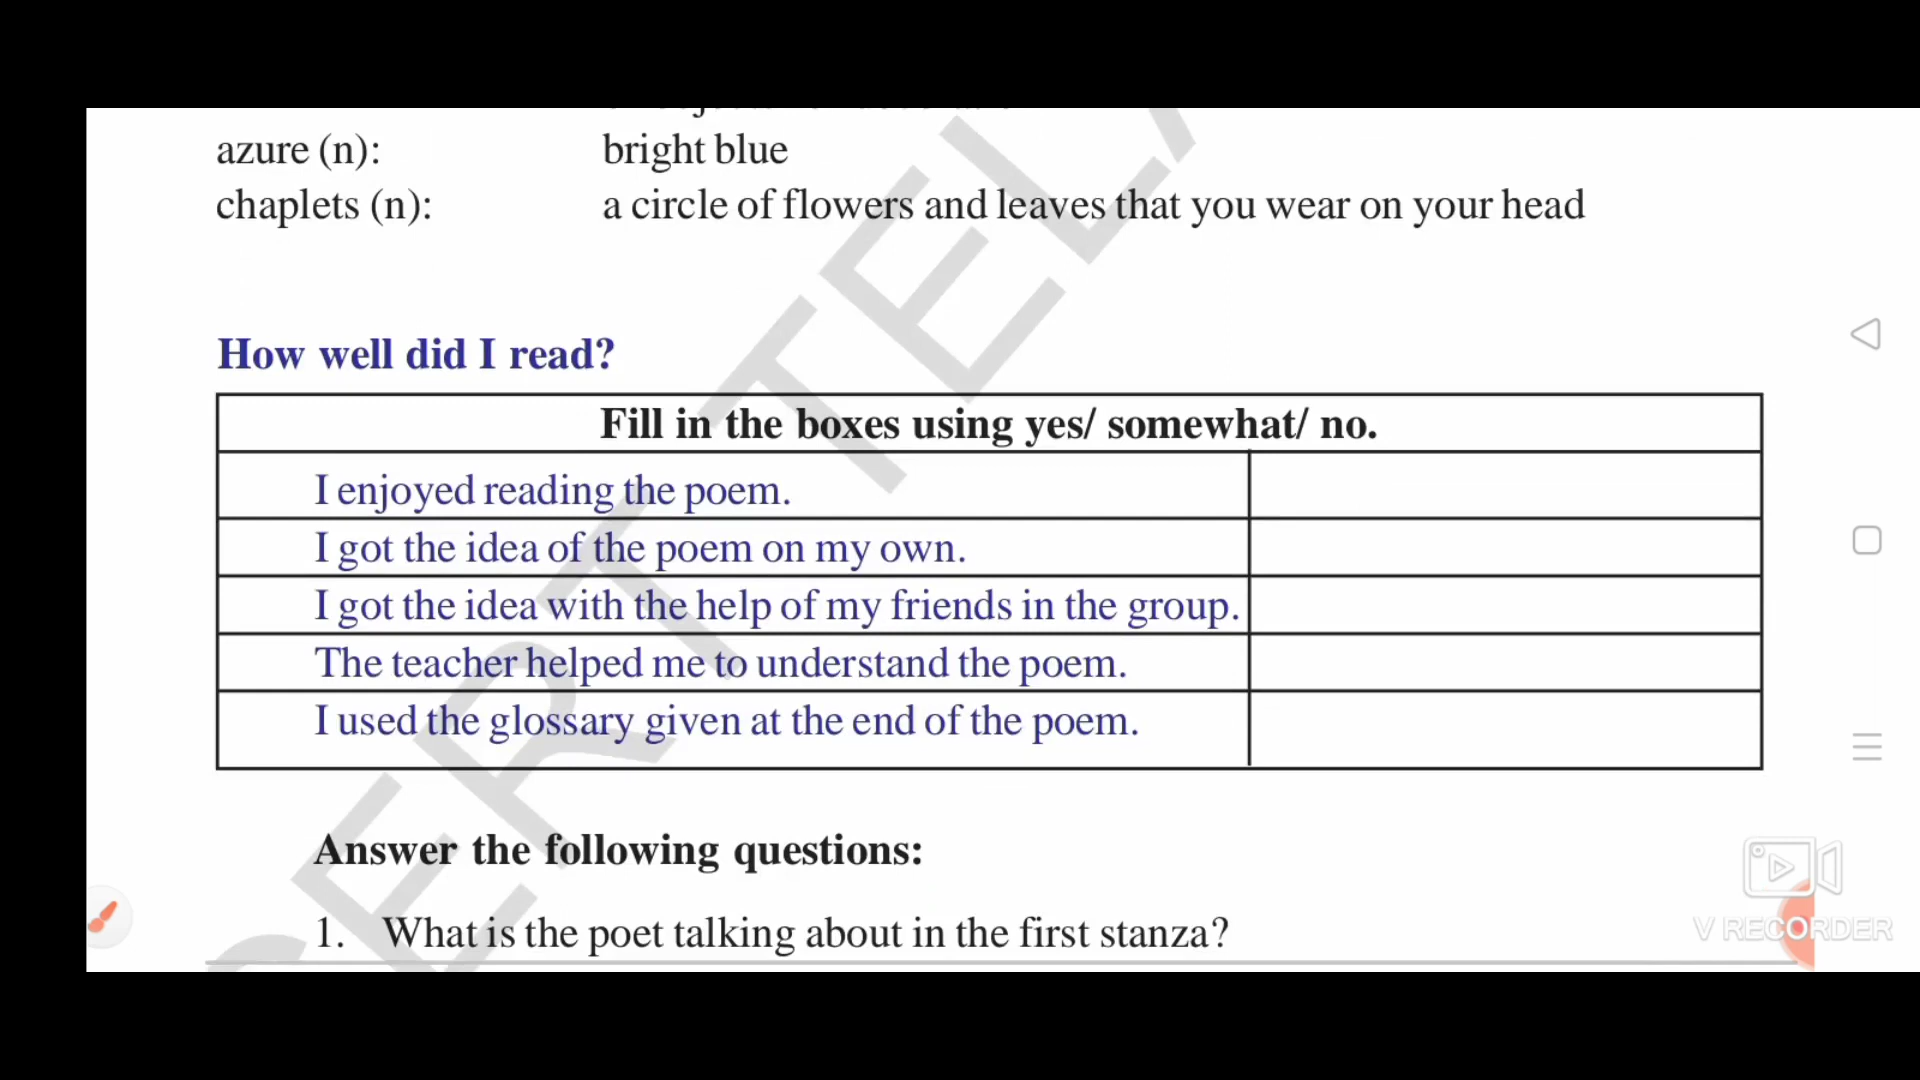 azure (n): bright blue
chaplets (n): a circle of flowers and leaves that you wear on your head
How well did I read?
Fill in the boxes using yes/ somewhat/ no.
I enjoyed reading the poem.
I got the idea of the poem on my own.
I got the idea with the help of my friends in the group.
The teacher helped me to understand the poem.
I used the glossary given at the end of the poem.
Answer the following questions:
1. What is the poet talking about in the first stanza?
V RECORDER